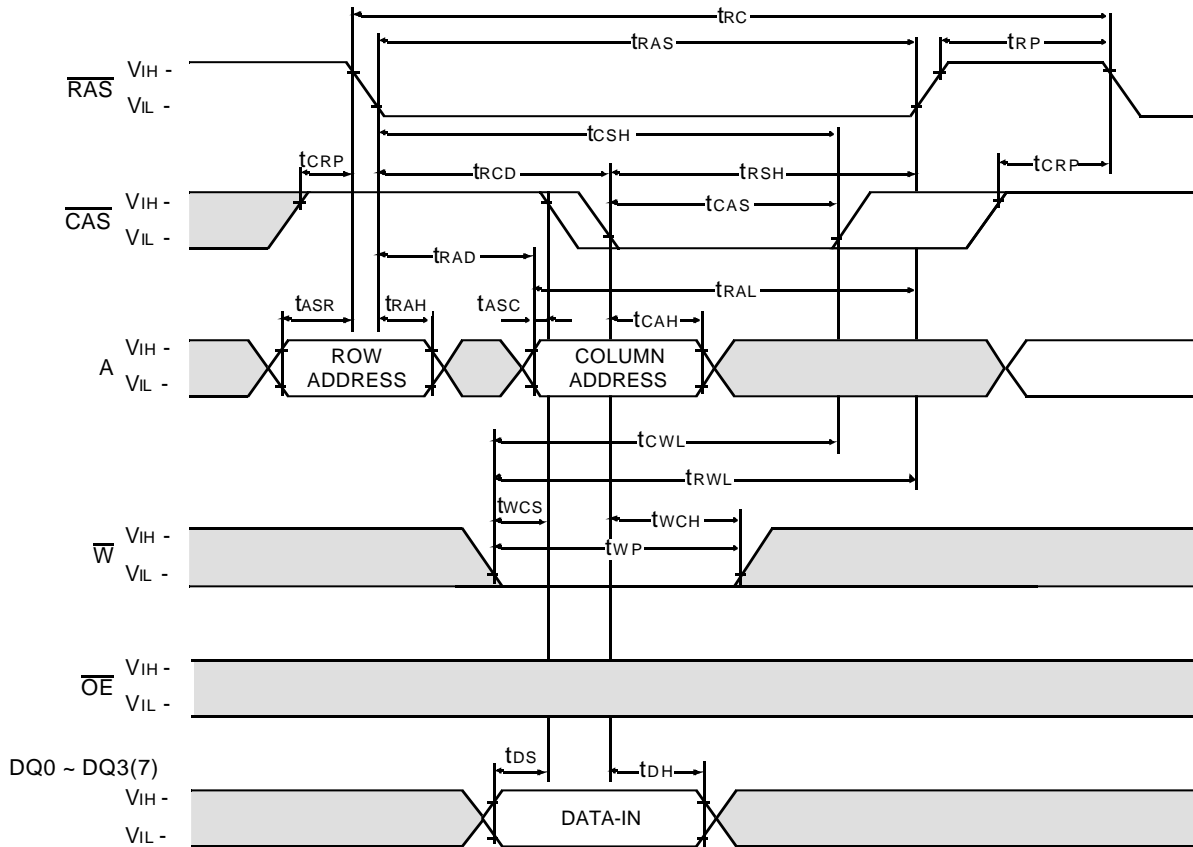 tRC
tRAS
tRP
RAS
VIH -
VIL -
tCSH
tCRP
tRCD
tRSH
tCRP
CAS
VIH -
VIL -
tCAS
tRAD
tRAL
tASR
tRAH
tASC
tCAH
A
VIH -
VIL -
ROW
ADDRESS
COLUMN
ADDRESS
tCWL
tRWL
tWCS
tWCH
W
VIH -
VIL -
tWP
OE
VIH -
VIL -
tDS
tDH
DQ0 ~ DQ3(7)
VIH -
VIL -
DATA-IN